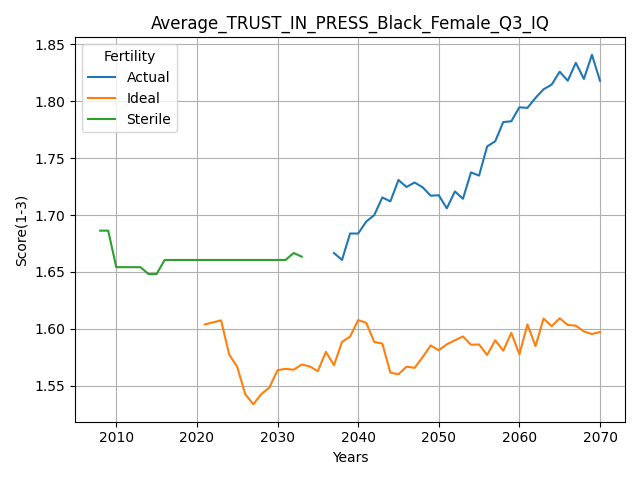 Average_TRUST_IN_PRESS_Black_Female_Q3_IQ
Fertility
Actual
Ideal
Sterile
Score(1-3)
1.85
1.80
1.75
1.70
1.65
1.60
1.55
2010 2020 2030 2040 2050 2060 2070
Years